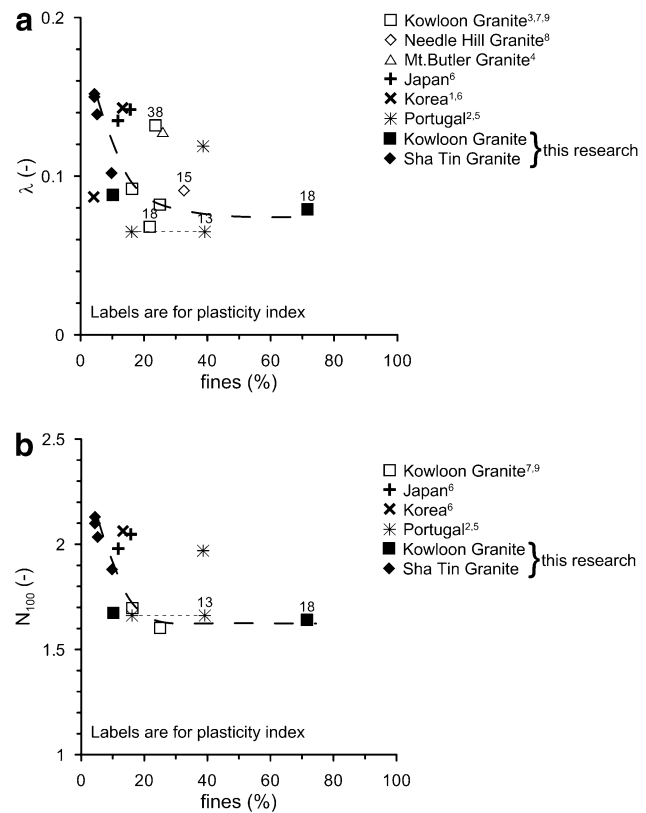 a
0.2
0.1
0
λ (-)
38
15
18
13
18
Labels are for plasticity index
0 20 40 60 80 100
fines (%)
Kowloon Granite3,7,9
Needle Hill Granite8
Mt.Butler Granite4
Japan6
Korea1,6
Portugal2,5
Kowloon Granite
Sha Tin Granite
this research
b
2.5
2
1.5
1
N100 (-)
13
18
Labels are for plasticity index
0 20 40 60 80 100
fines (%)
Kowloon Granite7,9
Japan6
Korea6
Portugal2,5
Kowloon Granite
Sha Tin Granite
this research